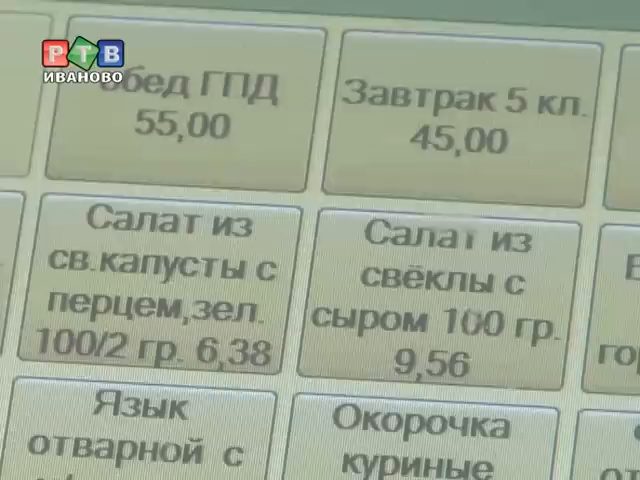 РТВ
ИВАНОВО
обед ГПД
55,00
Завтрак 5 кл.
45,00
Салат из
св.капусты с
перцем,зел.
100/2 гр. 6,38
Салат из
свёклы с
сыром 100 гр.
9,56
Язык
отварной с
Окорочка
куриные